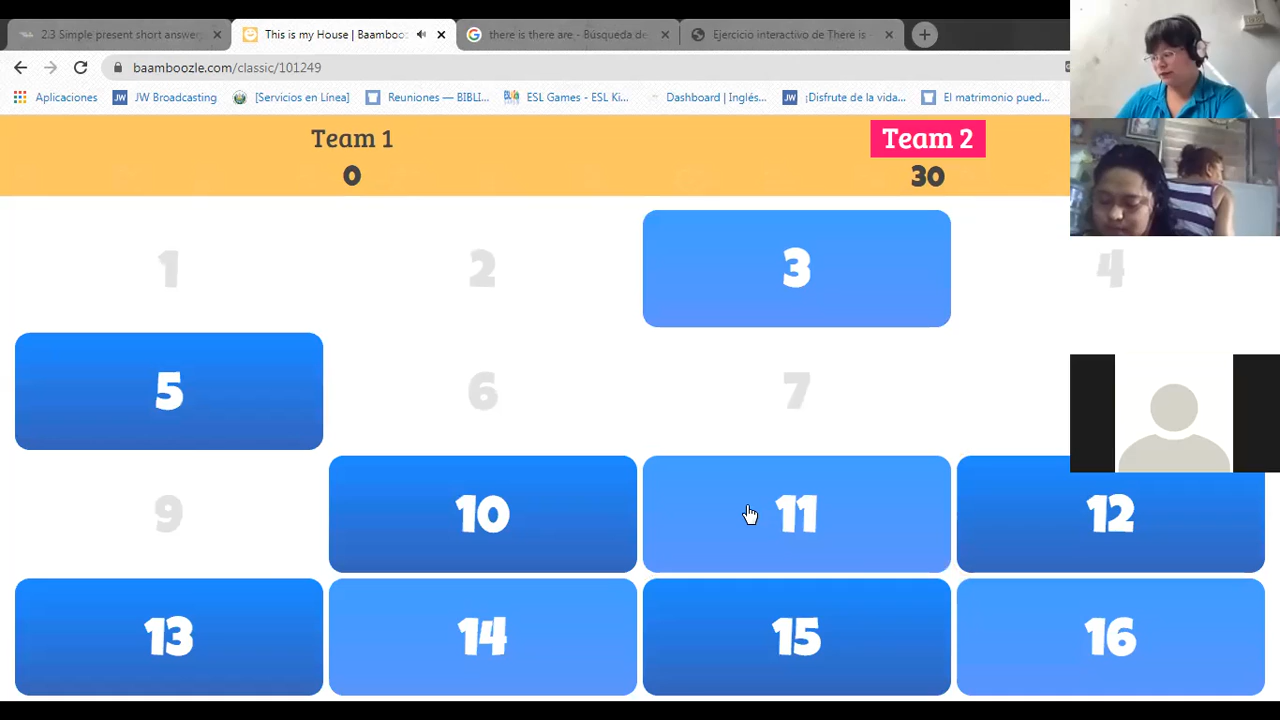 2.3 Simple present short answer
This is my House | Baamboo
there is there are - Búsqueda de
Ejercicio interactivo de There is
baamboozle.com/classic/101249
Aplicaciones
JW Broadcasting
[Servicios en Línea]
Reuniones — BIBLI...
ESL Games - ESL Ki...
Dashboard | Inglés...
¡Disfrute de la vida...
El matrimonio pued...
Team 1
Team 2
0
30
1 2 3 4
5 6 7
9 10 11 12
13 14 15 16